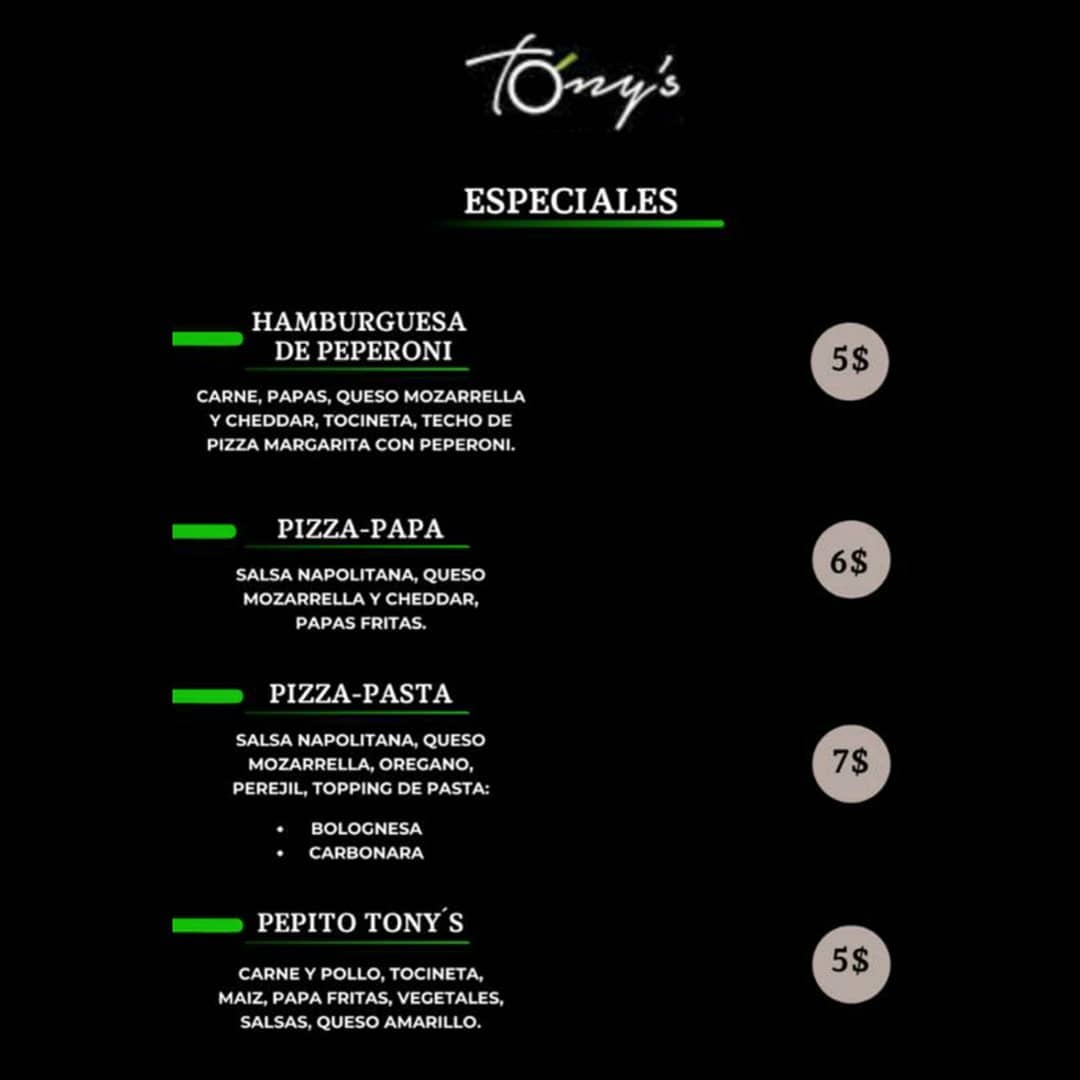 Tony's
ESPECIALES
HAMBURGUESA
DE PEPERONI
5$
CARNE, PAPAS, QUESO MOZARRELLA
Y CHEDDAR, TOCINETA, TECHO DE
PIZZA MARGARITA CON PEPERONI.
PIZZA-PAPA
6$
SALSA NAPOLITANA, QUESO
MOZARRELLA Y CHEDDAR,
PAPAS FRITAS.
PIZZA-PASTA
7$
SALSA NAPOLITANA, QUESO
MOZARRELLA, OREGANO,
PEREJIL, TOPPING DE PASTA:
• BOLOGNESA
• CARBONARA
PEPITO TONY´S
5$
CARNE Y POLLO, TOCINETA,
MAIZ, PAPA FRITAS, VEGETALES,
SALSAS, QUESO AMARILLO.